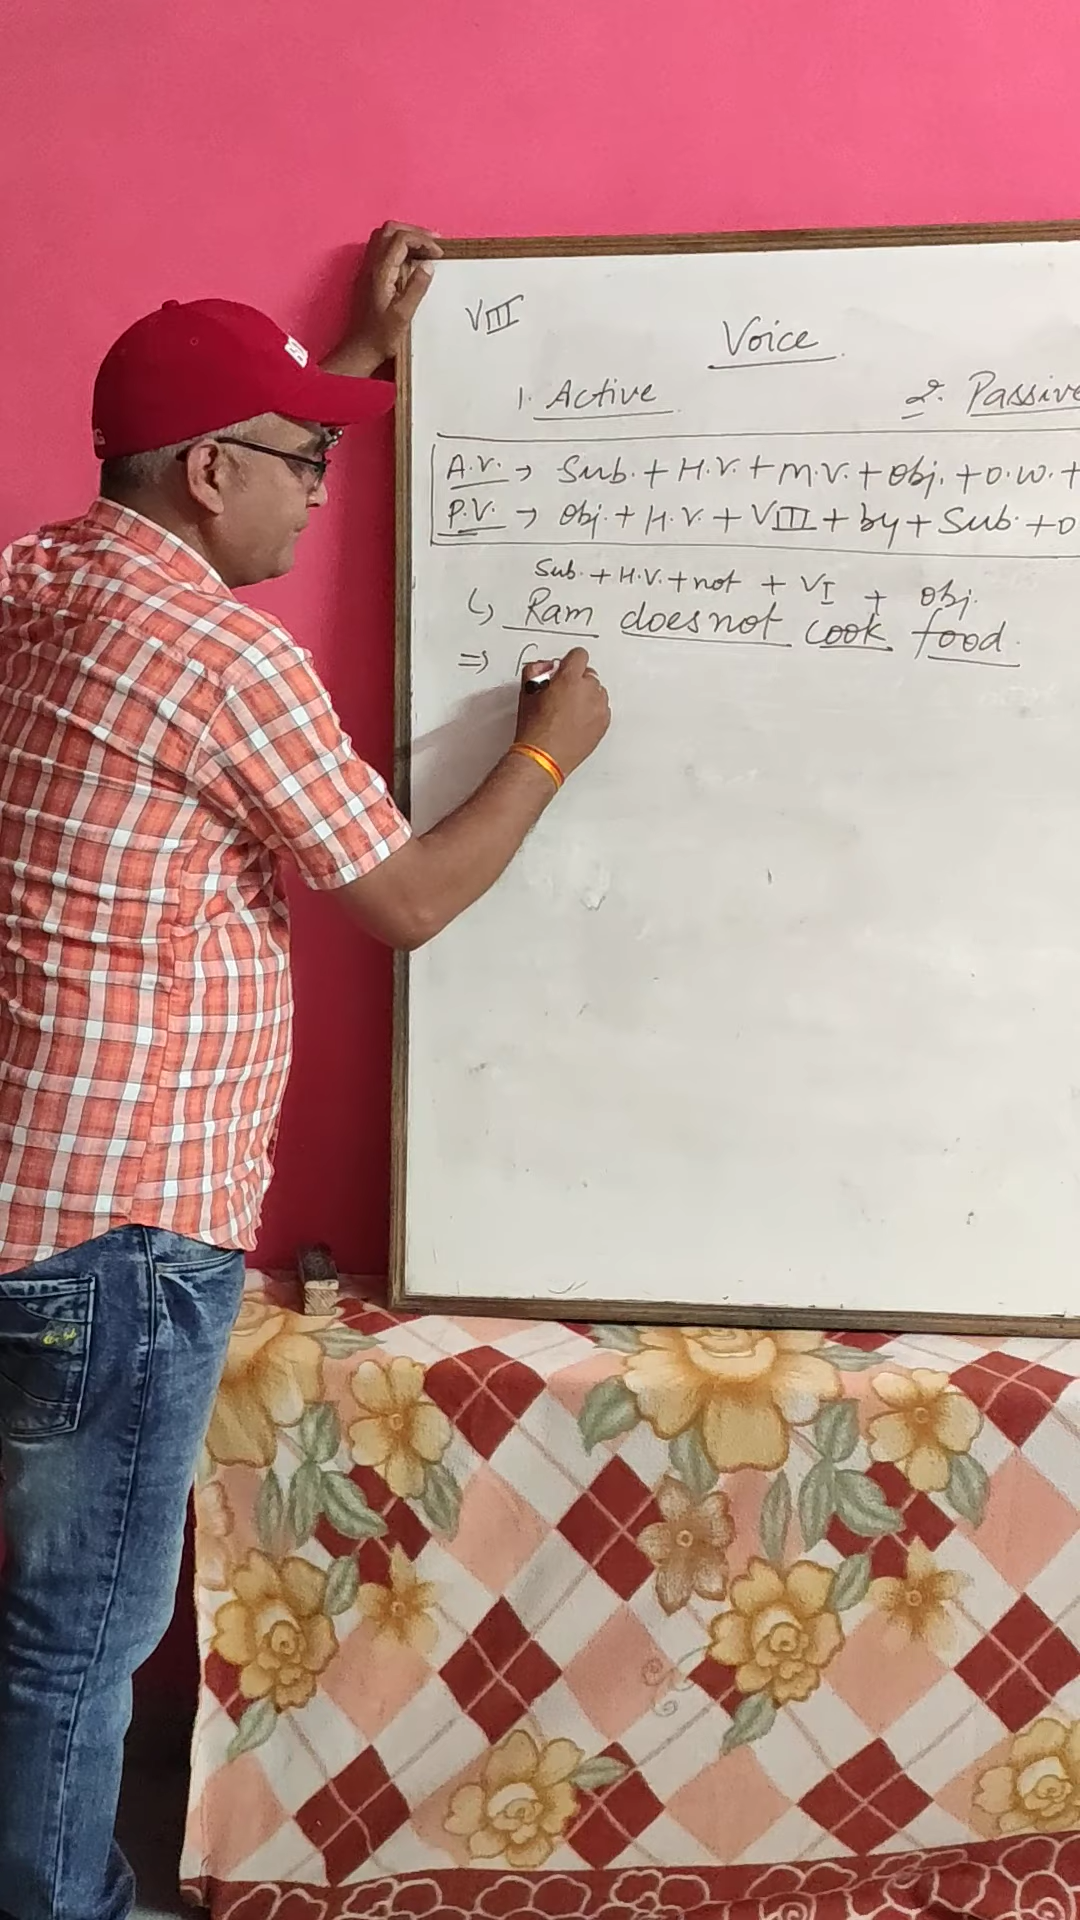 VIII
Voice
1. Active 2. Passive
A.V. → Sub. + H.V. + M.V. + Obj. + O.W. +
P.V. → Obj. + H.V. + VIII + by + Sub. + O
Sub. + H.V. + not + VI + Obj.
Ram does not cook food.
⇒ f